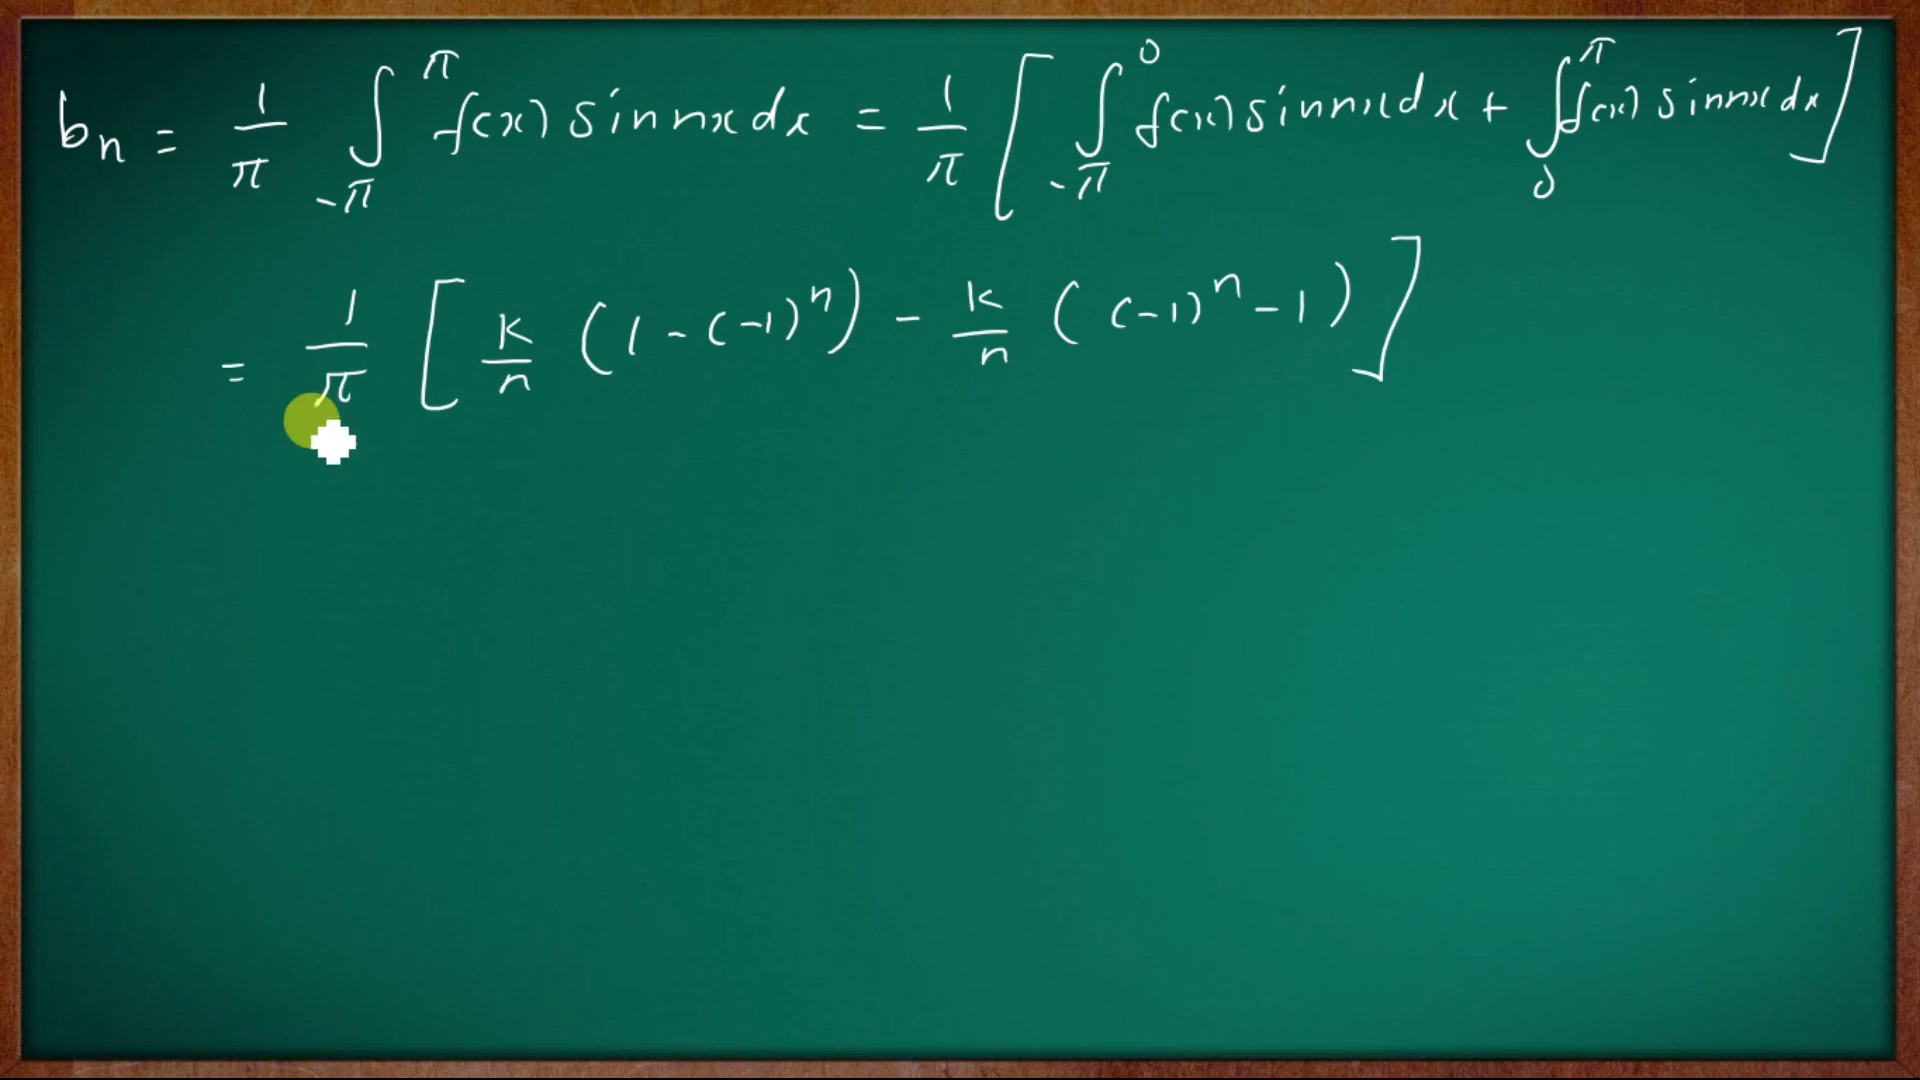 bn = 1/π ∫_{-π}^{π} f(x) sin nx dx = 1/π [ ∫_{-π}^{0} f(x) sin nx dx + ∫_{0}^{π} f(x) sin nx dx ]
= 1/π [ k/n (1 - (-1)^n) - k/n ((-1)^n - 1) ]